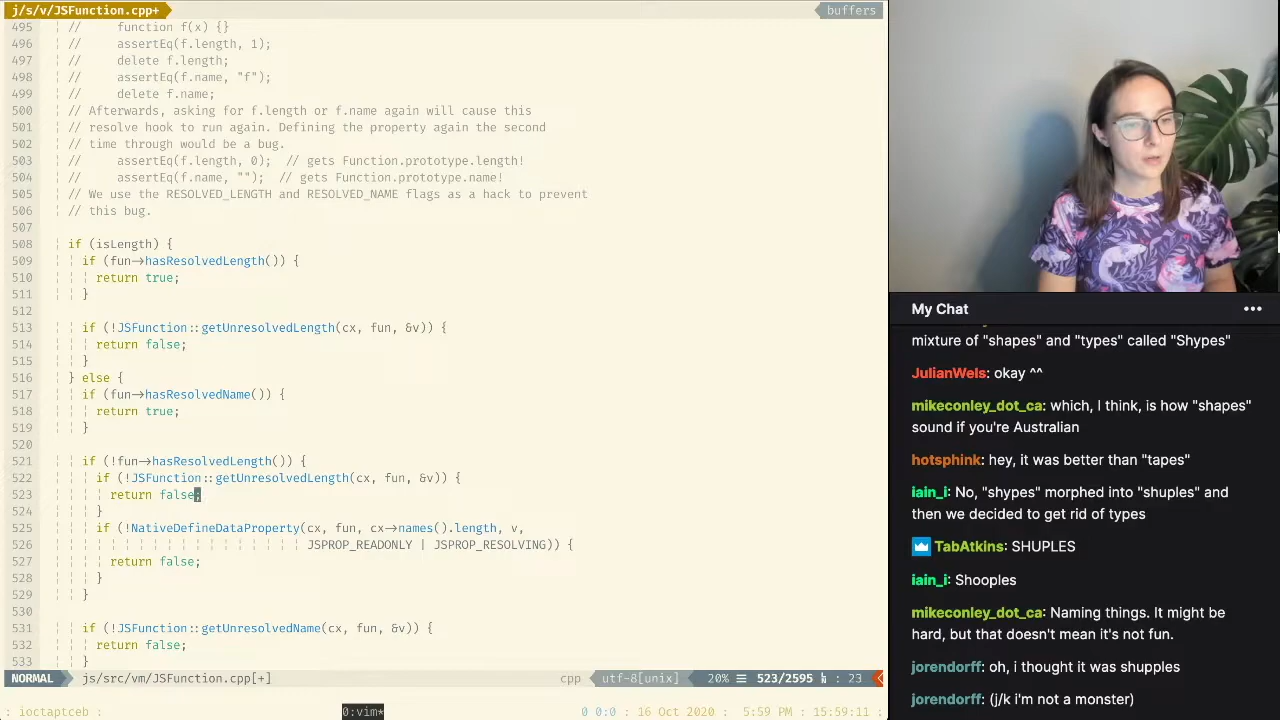 j/s/v/JSFunction.cpp+
buffers
495 //     function f(x) {}
496 //     assertEq(f.length, 1);
497 //     delete f.length;
498 //     assertEq(f.name, "f");
499 //     delete f.name;
500 // Afterwards, asking for f.length or f.name again will cause this
501 // resolve hook to run again. Defining the property again the second
502 // time through would be a bug.
503 //     assertEq(f.length, 0);  // gets Function.prototype.length!
504 //     assertEq(f.name, "");  // gets Function.prototype.name!
505 // We use the RESOLVED_LENGTH and RESOLVED_NAME flags as a hack to prevent
506 // this bug.
507
508 if (isLength) {
509 if (fun→hasResolvedLength()) {
510 return true;
511 }
512
513 if (!JSFunction::getUnresolvedLength(cx, fun, &v)) {
514 return false;
515 }
516 } else {
517 if (fun→hasResolvedName()) {
518 return true;
519 }
520
521 if (!fun→hasResolvedLength()) {
522 if (!JSFunction::getUnresolvedLength(cx, fun, &v)) {
523 return false;
524 }
525 if (!NativeDefineDataProperty(cx, fun, cx→names().length, v,
526 JSPROP_READONLY | JSPROP_RESOLVING)) {
527 return false;
528 }
529 }
530
531 if (!JSFunction::getUnresolvedName(cx, fun, &v)) {
532 return false;
533 }
NORMAL js/src/vm/JSFunction.cpp[+] cpp utf-8[unix] 20% ☰ 523/2595 ㏑ : 23
: ioctaptceb : 0:vim* 0 0:0 : 16 Oct 2020 : 5:59 PM : 15:59:11 :
My Chat
mixture of "shapes" and "types" called "Shypes"
JulianWels: okay ^^
mikeconley_dot_ca: which, I think, is how "shapes"
sound if you're Australian
hotsphink: hey, it was better than "tapes"
iain_i: No, "shypes" morphed into "shuples" and
then we decided to get rid of types
TabAtkins: SHUPLES
iain_i: Shooples
mikeconley_dot_ca: Naming things. It might be
hard, but that doesn't mean it's not fun.
jorendorff: oh, i thought it was shupples
jorendorff: (j/k i'm not a monster)